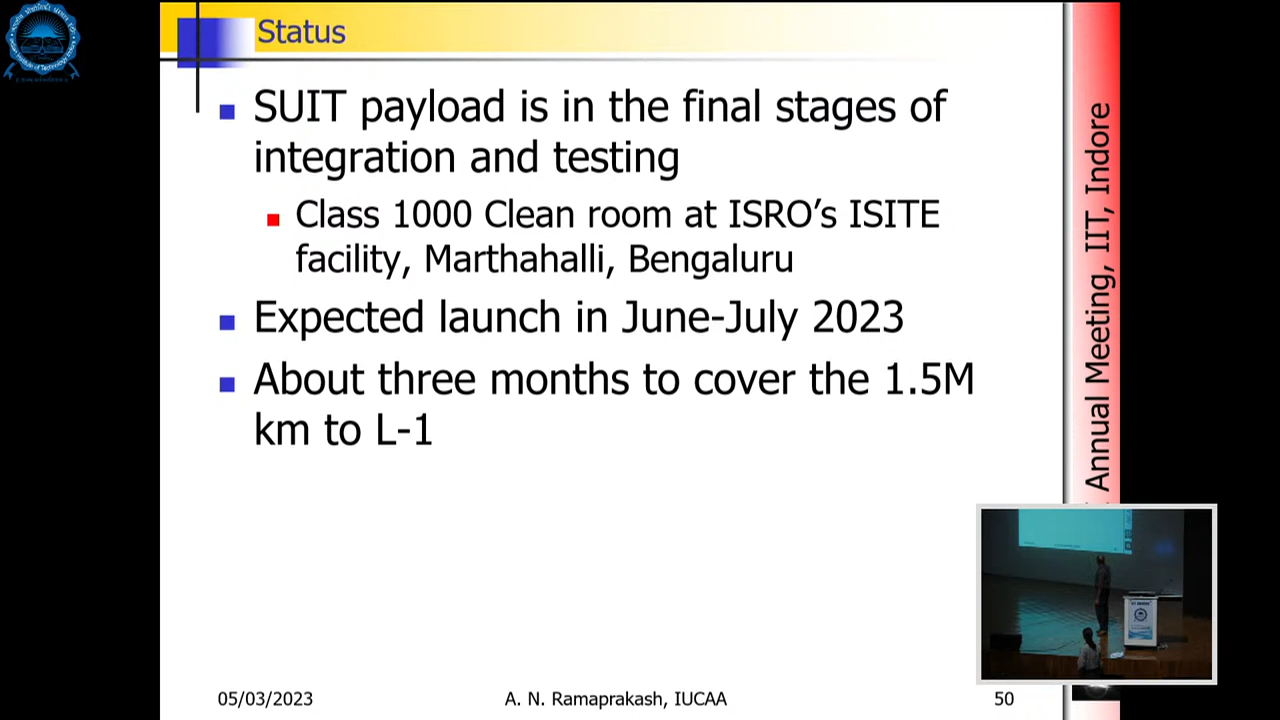 Status
SUIT payload is in the final stages of
integration and testing
Class 1000 Clean room at ISRO’s ISITE
facility, Marthahalli, Bengaluru
Expected launch in June-July 2023
About three months to cover the 1.5M
km to L-1
Annual Meeting, IIT, Indore
05/03/2023
A. N. Ramaprakash, IUCAA
50